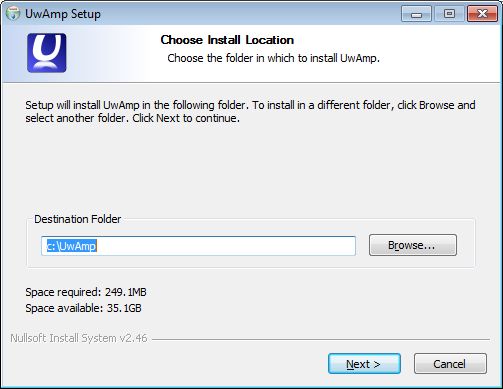 UwAmp Setup
U
Choose Install Location
Choose the folder in which to install UwAmp.
Setup will install UwAmp in the following folder. To install in a different folder, click Browse and
select another folder. Click Next to continue.
Destination Folder
c:\UwAmp
Browse...
Space required: 249.1MB
Space available: 35.1GB
Nullsoft Install System v2.46
Next >
Cancel